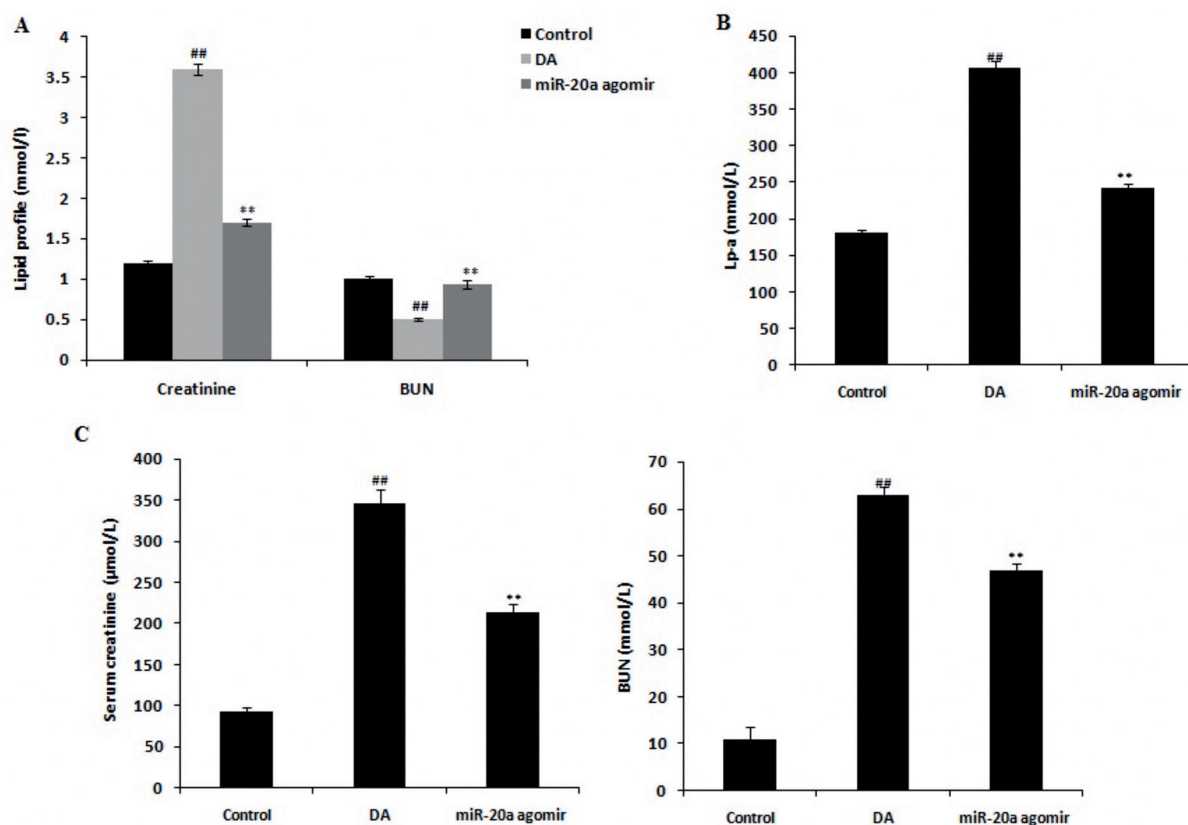 A
Lipid profile (mmol/l)
4
3.5
3
2.5
2
1.5
1
0.5
0
##
**
##
**
Creatinine
BUN
Control
DA
miR-20a agomir
B
Lp-a (mmol/L)
450
400
350
300
250
200
150
100
50
0
##
**
Control
DA
miR-20a agomir
C
Serum creatinine (µmol/L)
400
350
300
250
200
150
100
50
0
##
**
Control
DA
miR-20a agomir
BUN (mmol/L)
70
60
50
40
30
20
10
0
##
**
Control
DA
miR-20a agomir